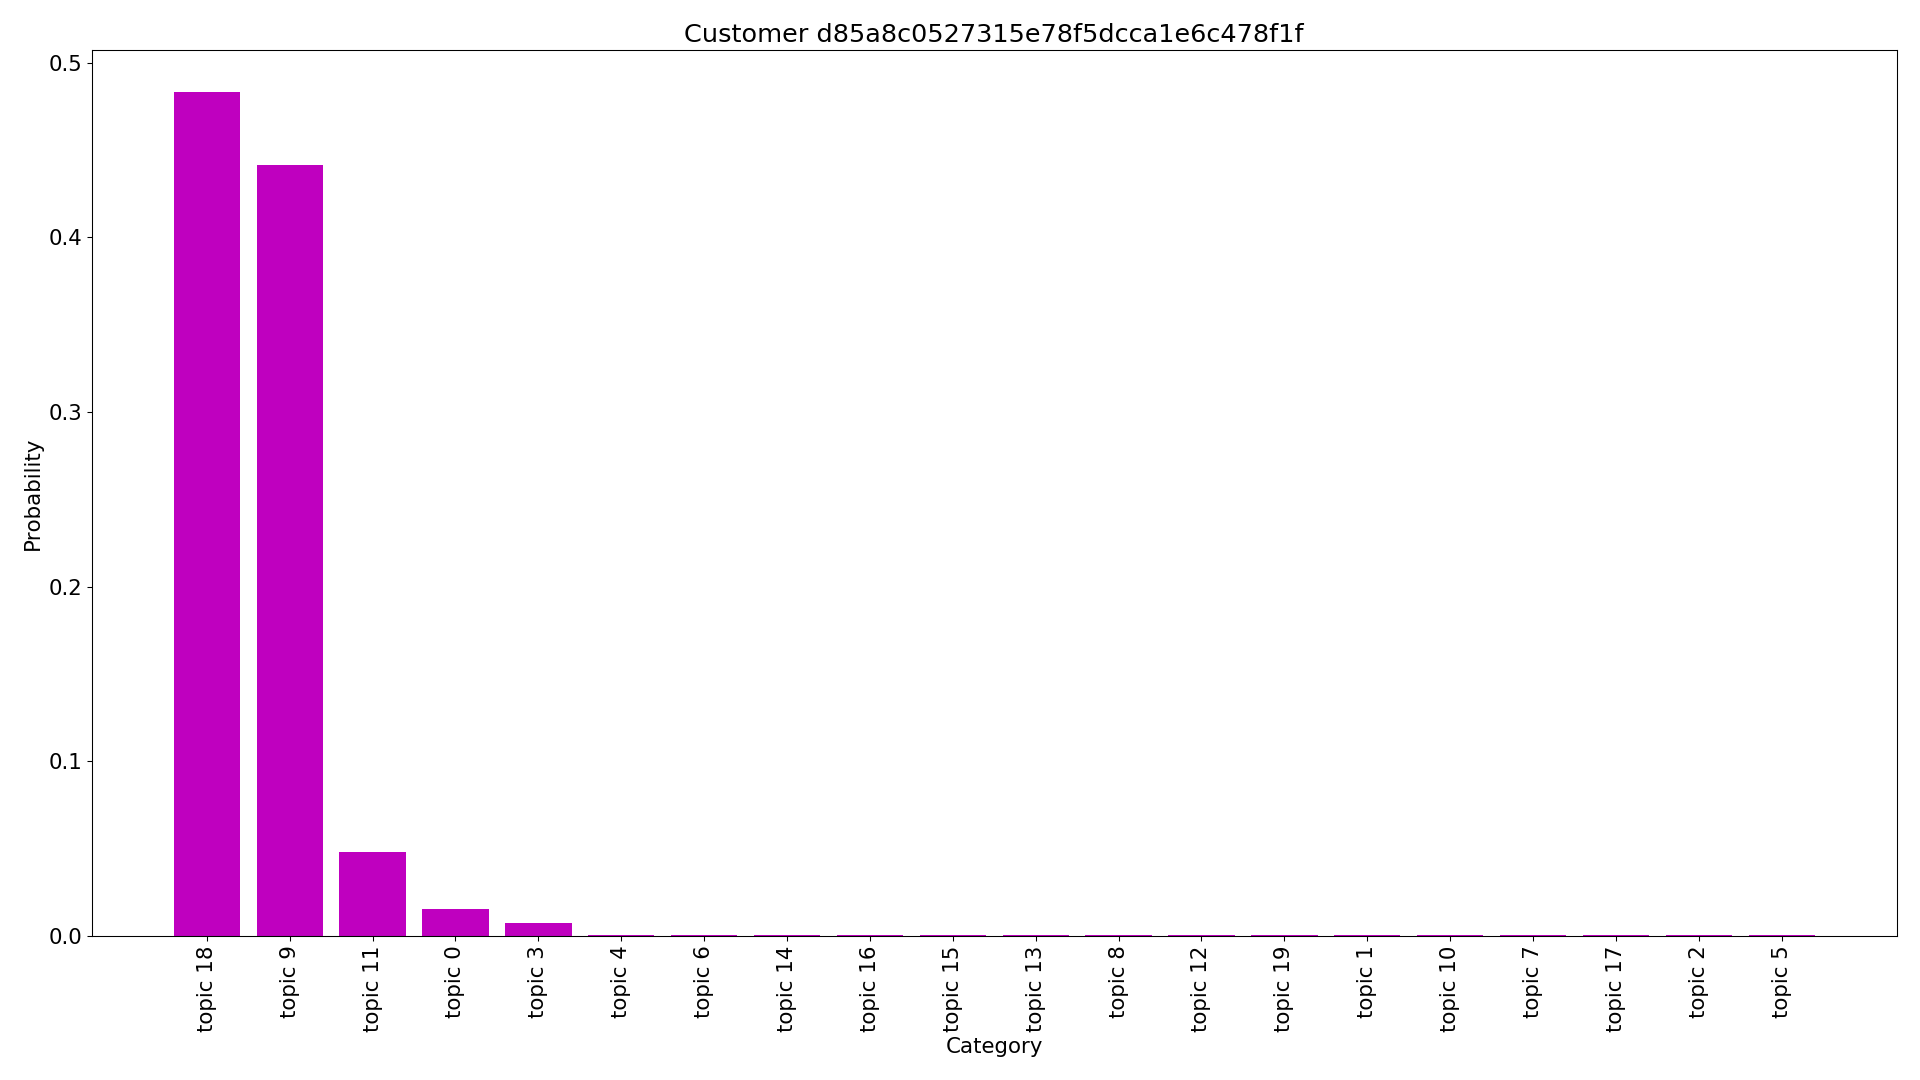 Customer d85a8c0527315e78f5dcca1e6c478f1f
Probability
0.5
0.4
0.3
0.2
0.1
0.0
topic 18
topic 9
topic 11
topic 0
topic 3
topic 4
topic 6
topic 14
topic 16
topic 15
topic 13
topic 8
topic 12
topic 19
topic 1
topic 10
topic 7
topic 17
topic 2
topic 5
Category